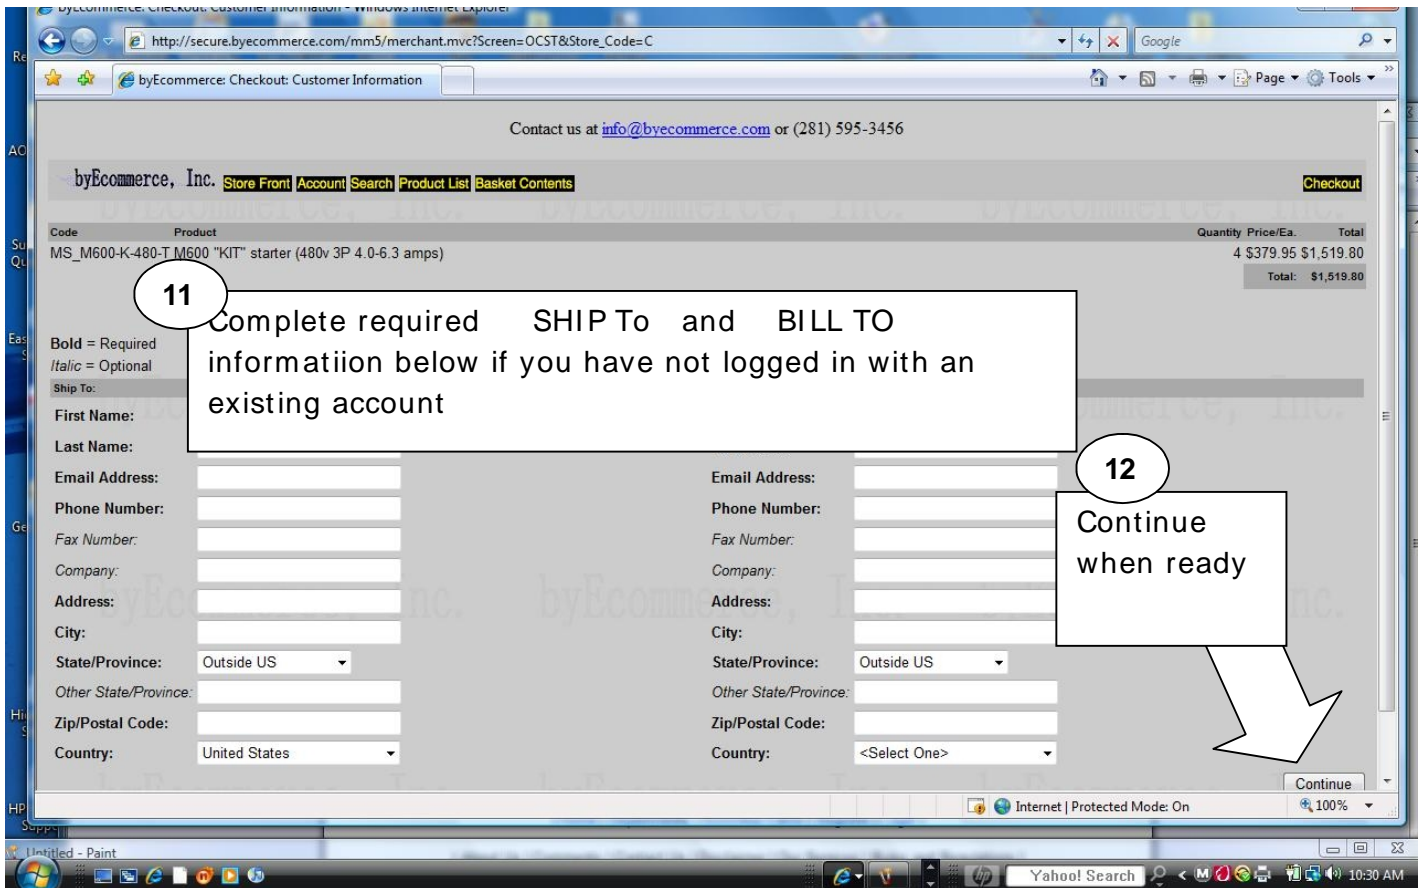 byEcommerce: Checkout: Customer Information - Windows Internet Explorer
http://secure.byecommerce.com/mm5/merchant.mvc?Screen=OCST&Store_Code=C
Google
byEcommerce: Checkout: Customer Information
Page
Tools
Contact us at info@byecommerce.com or (281) 595-3456
byEcommerce, Inc. Store Front Account Search Product List Basket Contents Checkout
Code Product Quantity Price/Ea. Total
MS_M600-K-480-T M600 "KIT" starter (480v 3P 4.0-6.3 amps) 4 $379.95 $1,519.80
Total: $1,519.80
11
Complete required SHIP To and BILL TO
informatiion below if you have not logged in with an
existing account
Bold = Required
Italic = Optional
Ship To:
First Name:
Last Name:
Email Address: Email Address:
Phone Number: Phone Number:
Fax Number: Fax Number:
Company: Company:
Address: Address:
City: City:
State/Province: Outside US State/Province: Outside US
Other State/Province: Other State/Province:
Zip/Postal Code: Zip/Postal Code:
Country: United States Country: <Select One>
12
Continue
when ready
Continue
Internet | Protected Mode: On 100%
Untitled - Paint
Yahoo! Search 10:30 AM